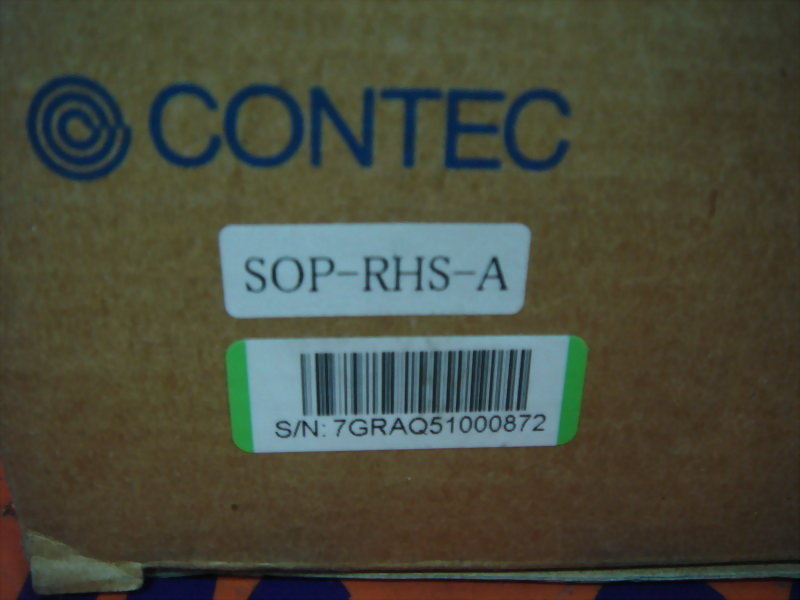 CONTEC
SOP-RHS-A
S/N: 7GRAQ51000872